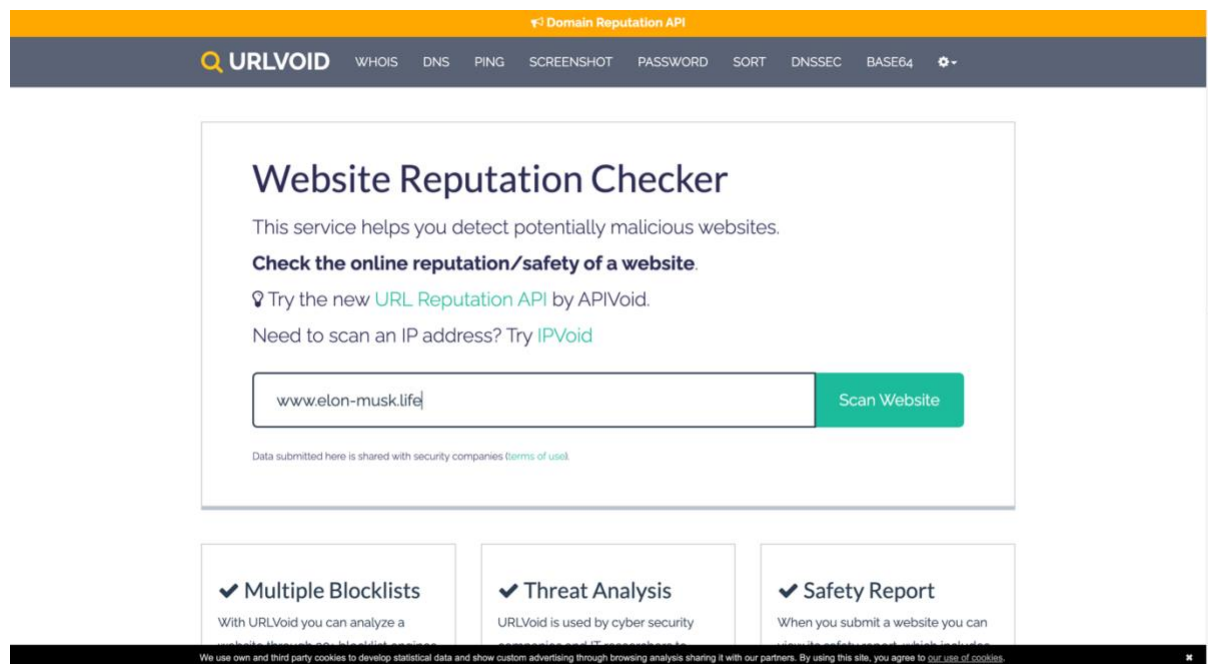 Domain Reputation API
URLVOID WHOIS DNS PING SCREENSHOT PASSWORD SORT DNSSEC BASE64
Website Reputation Checker
This service helps you detect potentially malicious websites.
Check the online reputation/safety of a website.
Try the new URL Reputation API by APIVoid.
Need to scan an IP address? Try IPVoid
www.elon-musk.life Scan Website
Data submitted here is shared with security companies (terms of use).
Multiple Blocklists
With URLVoid you can analyze a
Threat Analysis
URLVoid is used by cyber security
Safety Report
When you submit a website you can
We use own and third party cookies to develop statistical data and show custom advertising through browsing analysis sharing it with our partners. By using this site, you agree to our use of cookies.